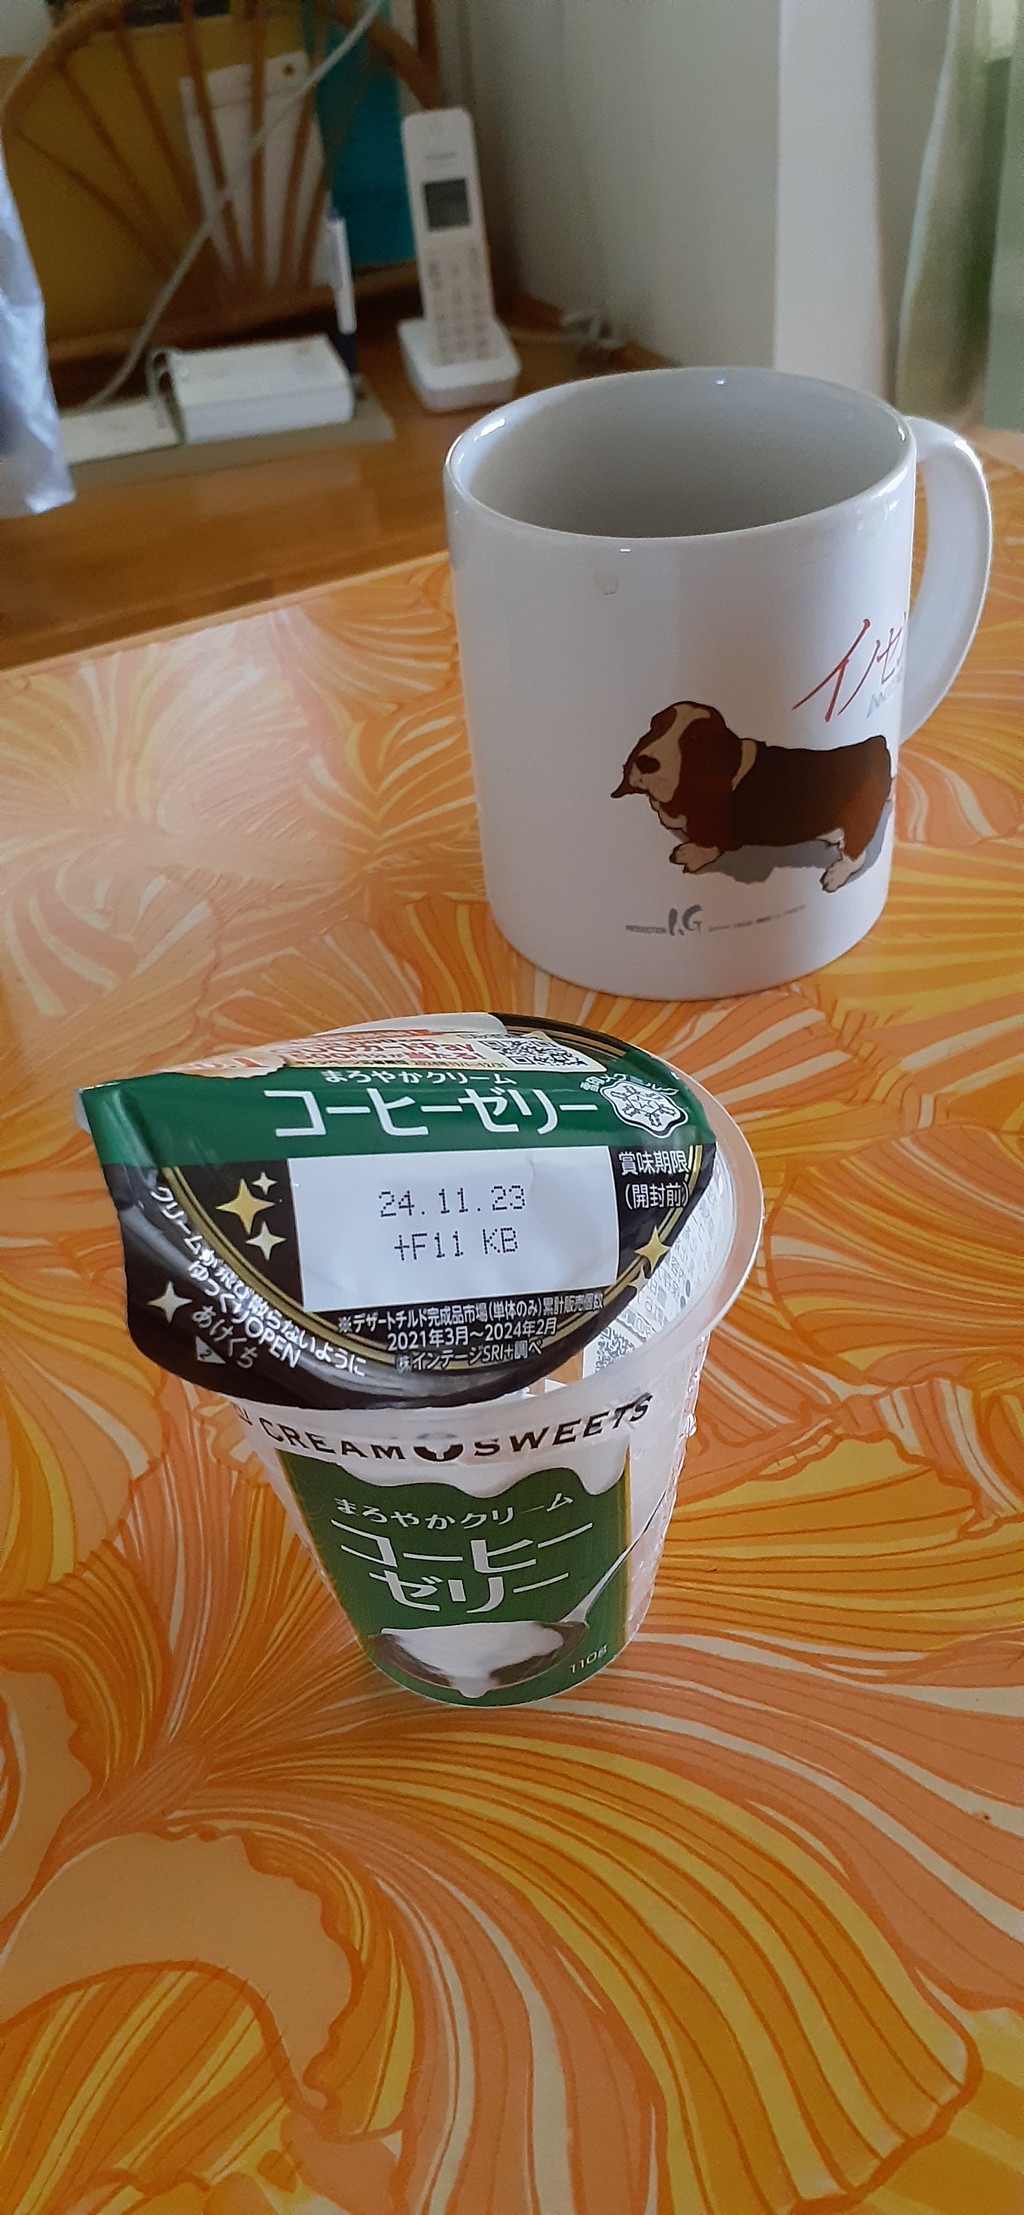 イノセ
PRODUCTION I.G
まろやかクリーム
コーヒーゼリー
賞味期限
(開封前)
24.11.23
+F11 KB
クリームが飛び散らないように
ゆっくりOPEN
あけくち
※デザートチルド完成品市場(単体のみ)累計販売個数
2021年3月~2024年2月
(株)インテージSRI+調べ
CREAM SWEETS
まろやかクリーム
コーヒー
ゼリー
110g